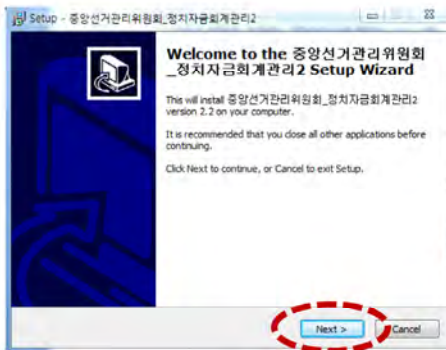 Setup - 중앙선거관리위원회_정치자금회계관리2
Welcome to the 중앙선거관리위원회
_정치자금회계관리2 Setup Wizard
This will install 중앙선거관리위원회_정치자금회계관리2
version 2.2 on your computer.
It is recommended that you close all other applications before
continuing.
Click Next to continue, or Cancel to exit Setup.
Next >
Cancel